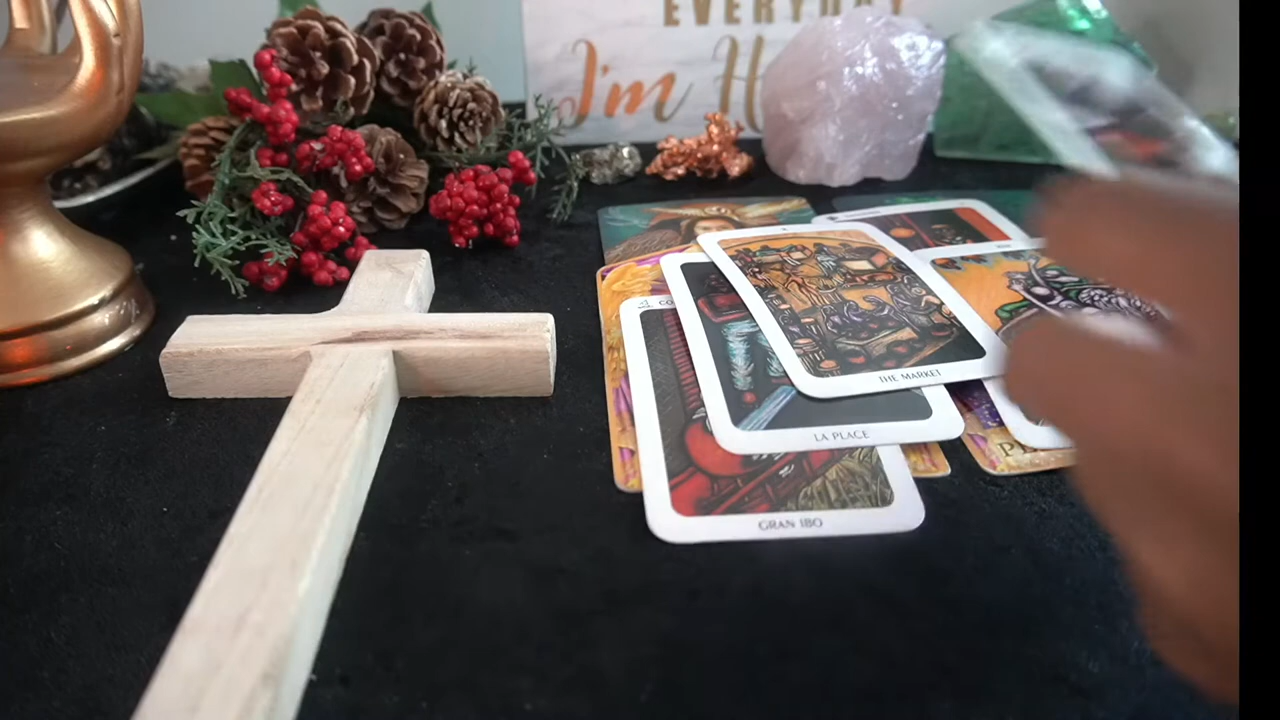 EVERYDAY
I'm H
THE MARKET
LA PLACE
GRAN IBO